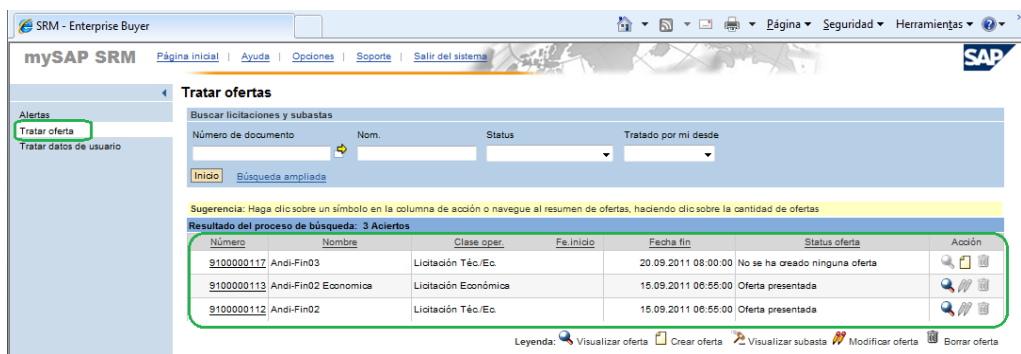 SRM - Enterprise Buyer Página Seguridad Herramientas
mySAP SRM Página inicial | Ayuda | Opciones | Soporte | Salir del sistema SAP
Tratar ofertas
Alertas
Tratar oferta
Tratar datos de usuario
Buscar licitaciones y subastas
Número de documento Nom. Status Tratado por mi desde
Inicio Búsqueda ampliada
Sugerencia: Haga clic sobre un símbolo en la columna de acción o navegue al resumen de ofertas, haciendo clic sobre la cantidad de ofertas
Resultado del proceso de búsqueda: 3 Aciertos
Número Nombre Clase oper. Fe.inicio Fecha fin Status oferta Acción
9100000117 Andi-Fin03 Licitación Téc./Ec. 20.09.2011 08:00:00 No se ha creado ninguna oferta
9100000113 Andi-Fin02 Economica Licitación Económica 15.09.2011 06:55:00 Oferta presentada
9100000112 Andi-Fin02 Licitación Téc./Ec. 15.09.2011 06:55:00 Oferta presentada
Leyenda: Visualizar oferta Crear oferta Visualizar subasta Modificar oferta Borrar oferta